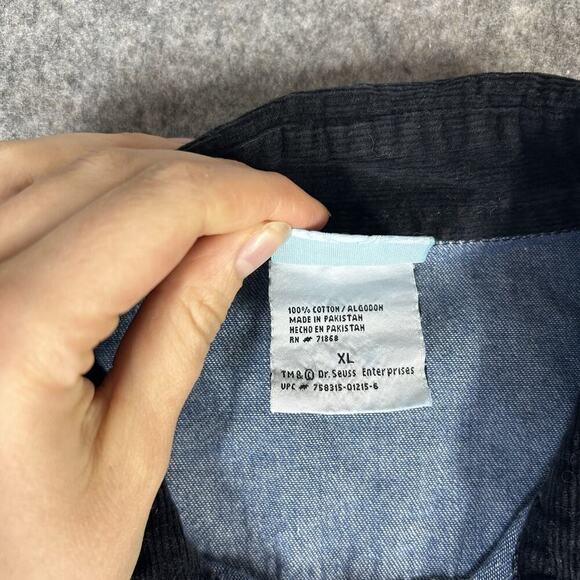 100% COTTON / ALGODON
MADE IN PAKISTAN
HECHO EN PAKISTAN
RN # 71868
XL
TM & © Dr. Seuss Enterprises
UPC # 758315-01215-6